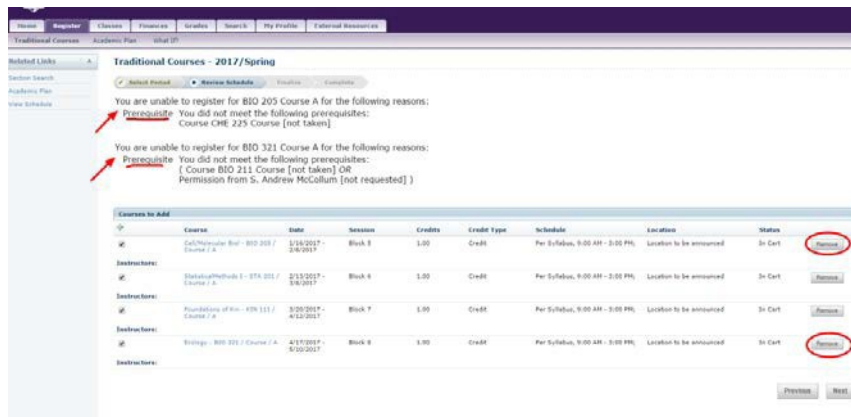 Home Register Classes Finances Grades Search My Profile External Resources
Traditional Courses Academic Plan What If?
Related Links
Section Search
Academic Plan
View Schedule
Traditional Courses - 2017/Spring
Select Period Review Schedule Finalize Complete
You are unable to register for BIO 205 Course A for the following reasons:
Prerequisite You did not meet the following prerequisites:
Course CHE 225 Course [not taken]
You are unable to register for BIO 321 Course A for the following reasons:
Prerequisite You did not meet the following prerequisites:
( Course BIO 211 Course [not taken] OR
Permission from S. Andrew McCollum [not requested] )
Courses to Add
Course Date Session Credits Credit Type Schedule Location Status
Cell/Molecular Biol - BIO 205 / 1/16/2017 - Block 5 1.00 Credit Per Syllabus, 9:00 AM - 3:00 PM; Location to be announced In Cart Remove
Course / A 2/8/2017
Instructors:
Statistical Methods I - STA 201 / 2/13/2017 - Block 6 1.00 Credit Per Syllabus, 9:00 AM - 3:00 PM; Location to be announced In Cart Remove
Course / A 3/8/2017
Instructors:
Foundations of Kin - KIN 111 / 3/20/2017 - Block 7 1.00 Credit Per Syllabus, 9:00 AM - 3:00 PM; Location to be announced In Cart Remove
Course / A 4/12/2017
Instructors:
Ecology - BIO 321 / Course / A 4/17/2017 - Block 8 1.00 Credit Per Syllabus, 9:00 AM - 3:00 PM; Location to be announced In Cart Remove
5/10/2017
Instructors:
Previous Next